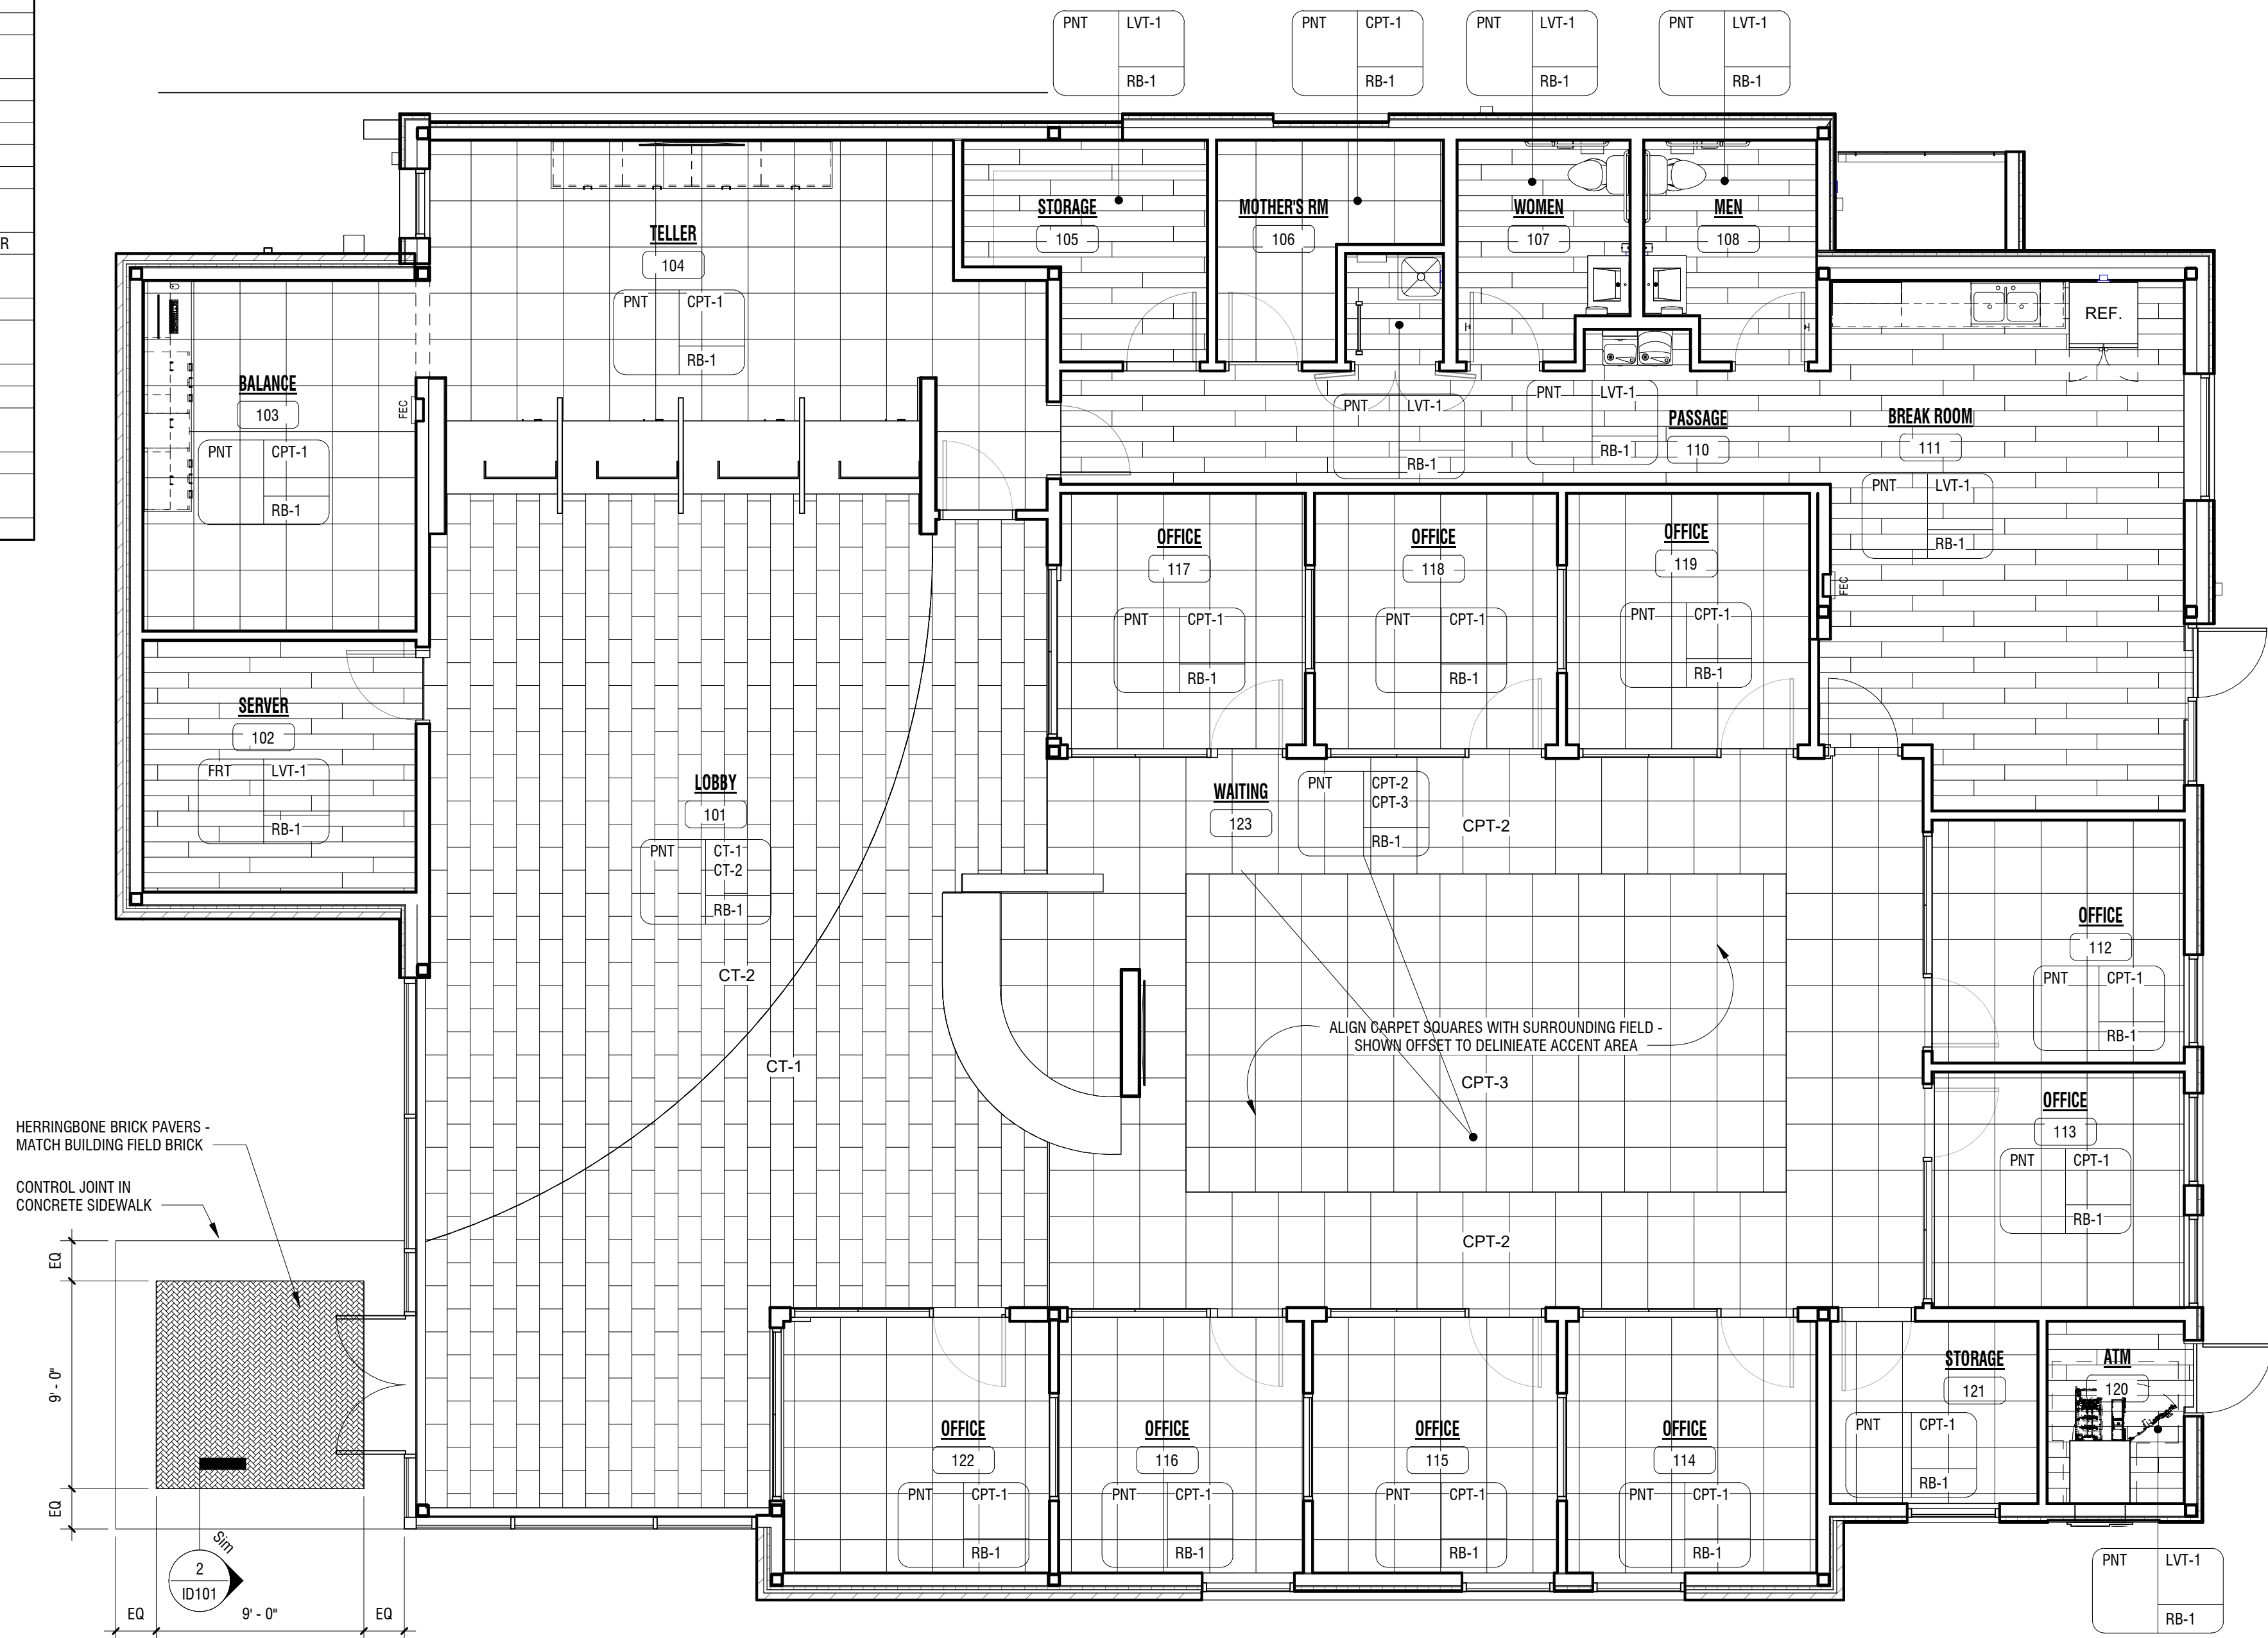 PNT LVT-1
RB-1
PNT CPT-1
RB-1
PNT LVT-1
RB-1
PNT LVT-1
RB-1
R
STORAGE
105
MOTHER'S RM
106
WOMEN
107
MEN
108
TELLER
104
PNT CPT-1
RB-1
REF.
BALANCE
103
PNT CPT-1
RB-1
FEC
PNT LVT-1
RB-1
PNT LVT-1
RB-1
PASSAGE
110
BREAK ROOM
111
PNT LVT-1
RB-1
FEC
OFFICE
117
PNT CPT-1
RB-1
OFFICE
118
PNT CPT-1
RB-1
OFFICE
119
PNT CPT-1
RB-1
SERVER
102
FRT LVT-1
RB-1
LOBBY
101
PNT CT-1
CT-2
RB-1
WAITING
123
PNT CPT-2
CPT-3
RB-1
CPT-2
OFFICE
112
PNT CPT-1
RB-1
CT-2
CT-1
ALIGN CARPET SQUARES WITH SURROUNDING FIELD -
SHOWN OFFSET TO DELINIEATE ACCENT AREA
CPT-3
OFFICE
113
PNT CPT-1
RB-1
HERRINGBONE BRICK PAVERS -
MATCH BUILDING FIELD BRICK
CONTROL JOINT IN
CONCRETE SIDEWALK
CPT-2
EQ
9' - 0"
EQ
OFFICE
122
PNT CPT-1
RB-1
OFFICE
116
PNT CPT-1
RB-1
OFFICE
115
PNT CPT-1
RB-1
OFFICE
114
PNT CPT-1
RB-1
STORAGE
121
PNT CPT-1
RB-1
ATM
120
PNT LVT-1
RB-1
Sim
2
ID101
EQ 9' - 0" EQ